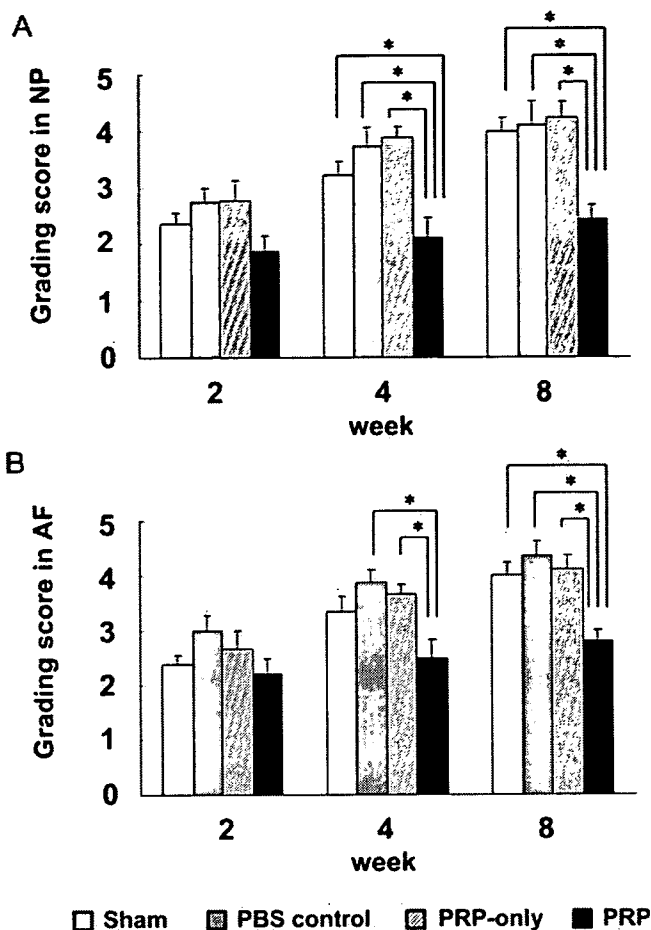 A
Grading score in NP
5
4
3
2
1
0
* * *
* * *
2 4 8
week
B
Grading score in AF
5
4
3
2
1
0
* *
* * *
2 4 8
week
Sham PBS control PRP-only PRP